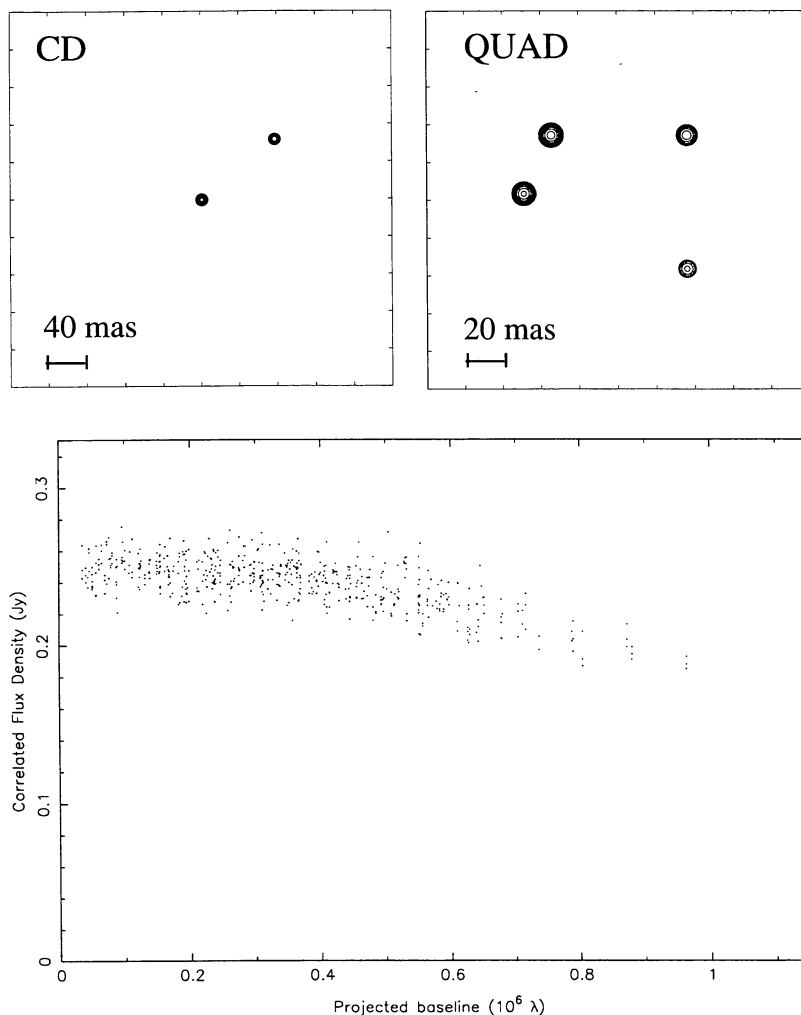 CD
QUAD
40 mas
20 mas
0.3
0.2
0.1
0
Correlated Flux Density (Jy)
0 0.2 0.4 0.6 0.8 1
Projected baseline (10⁶ λ)